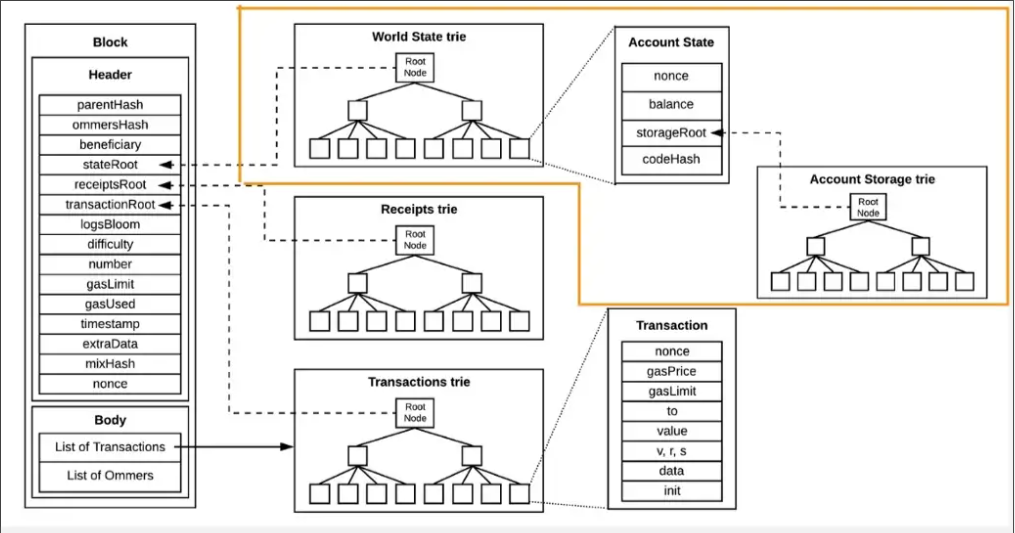 Block
Header
parentHash
ommersHash
beneficiary
stateRoot
receiptsRoot
transactionRoot
logsBloom
difficulty
number
gasLimit
gasUsed
timestamp
extraData
mixHash
nonce
Body
List of Transactions
List of Ommers
World State trie
Root
Node
Account State
nonce
balance
storageRoot
codeHash
Account Storage trie
Root
Node
Receipts trie
Root
Node
Transactions trie
Root
Node
Transaction
nonce
gasPrice
gasLimit
to
value
v, r, s
data
init